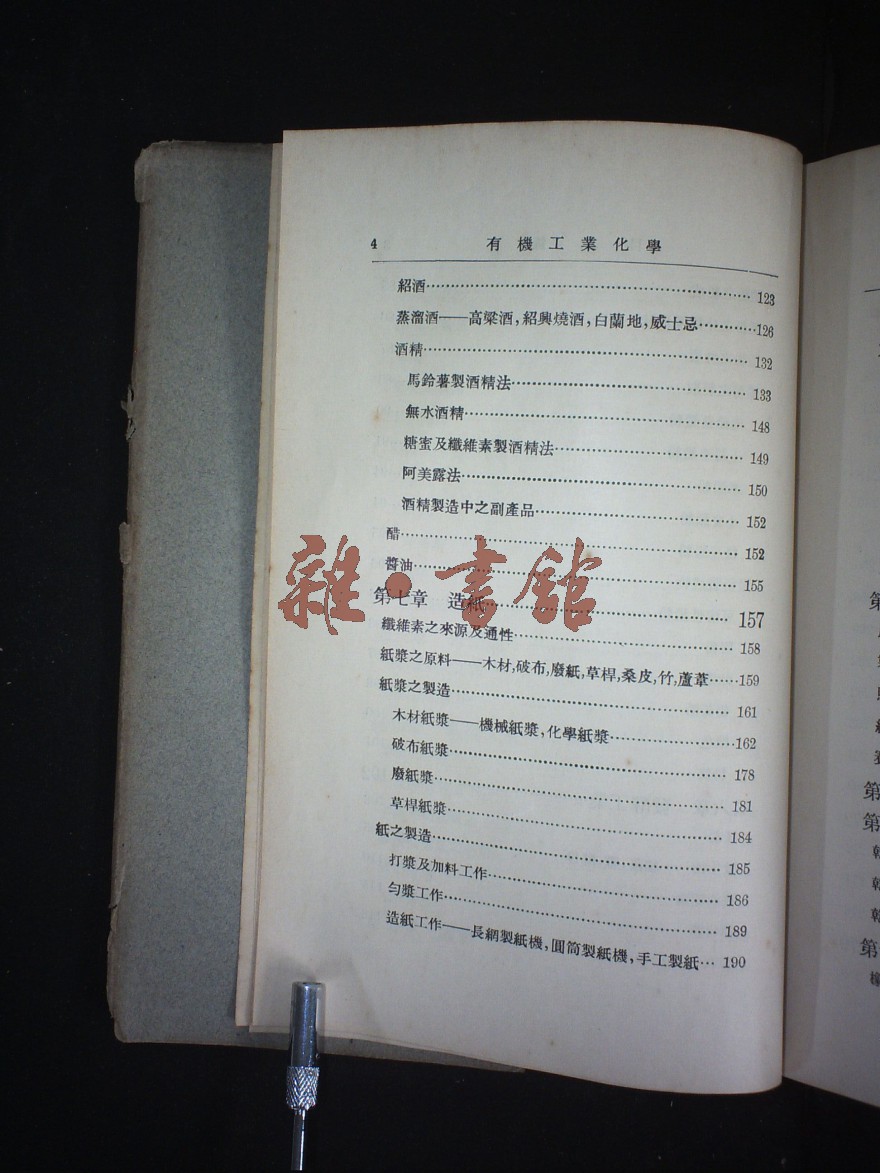 4 有機工業化學
紹酒 123
蒸溜酒——高粱酒,紹興燒酒,白蘭地,威士忌 126
酒精 132
馬鈴薯製酒精法 133
無水酒精 148
糖蜜及纖維素製酒精法 149
阿美露法 150
酒精製造中之副產品 152
醋 152
醬油 155
第七章 造紙 157
纖維素之來源及通性 158
紙漿之原料——木材,破布,廢紙,草桿,桑皮,竹,蘆葦 159
紙漿之製造 161
木材紙漿——機械紙漿,化學紙漿 162
破布紙漿 178
廢紙漿 181
草桿紙漿 184
紙之製造 185
打漿及加料工作 186
勻漿工作 189
造紙工作——長網製紙機,圓筒製紙機,手工製紙 190
雜·書館
第
第
第
第